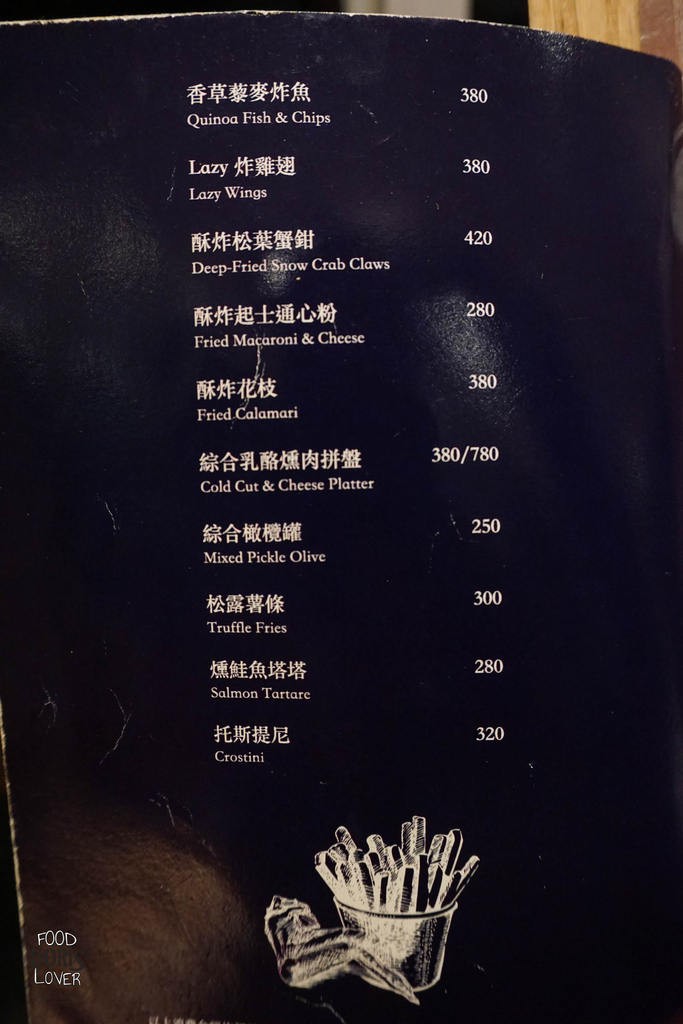 香草藜麥炸魚 380
Quinoa Fish & Chips
Lazy 炸雞翅 380
Lazy Wings
酥炸松葉蟹鉗 420
Deep-Fried Snow Crab Claws
酥炸起士通心粉 280
Fried Macaroni & Cheese
酥炸花枝 380
Fried Calamari
綜合乳酪燻肉拼盤 380/780
Cold Cut & Cheese Platter
綜合橄欖罐 250
Mixed Pickle Olive
松露薯條 300
Truffle Fries
燻鮭魚塔塔 280
Salmon Tartare
托斯提尼 320
Crostini
FOOD
LOVER